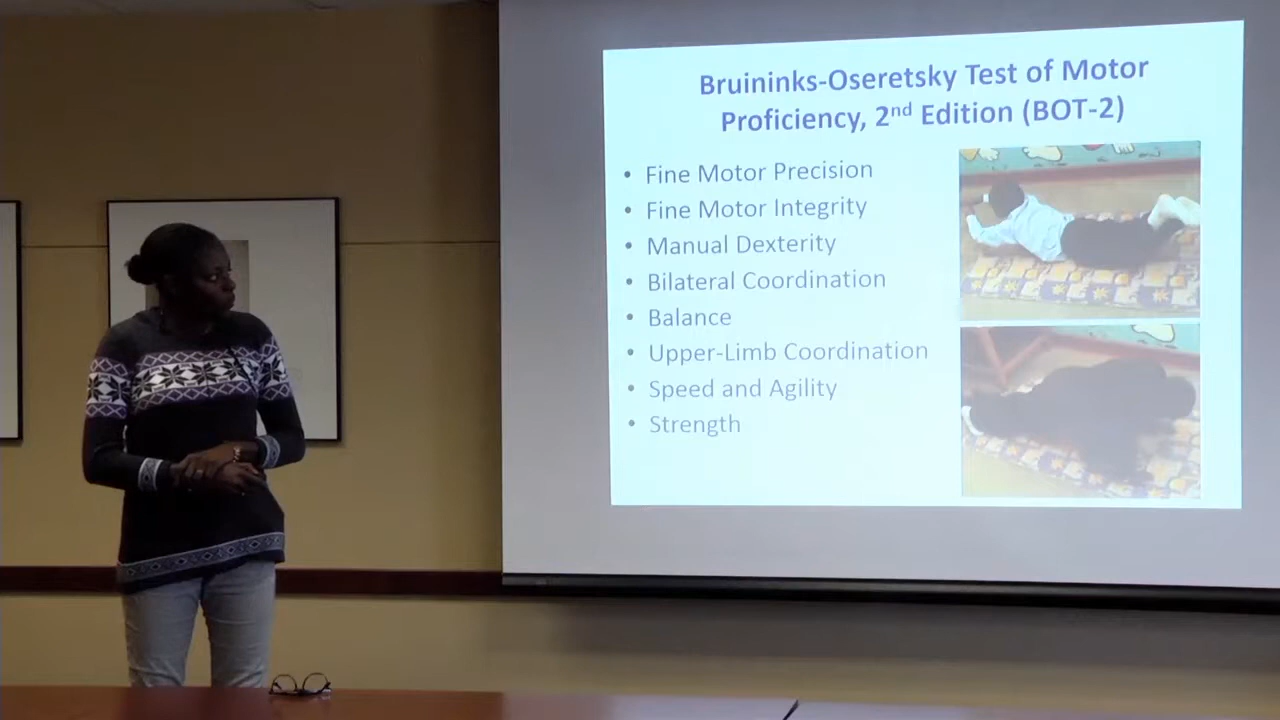 Bruininks-Oseretsky Test of Motor
Proficiency, 2nd Edition (BOT-2)
• Fine Motor Precision
• Fine Motor Integrity
• Manual Dexterity
• Bilateral Coordination
• Balance
• Upper-Limb Coordination
• Speed and Agility
• Strength